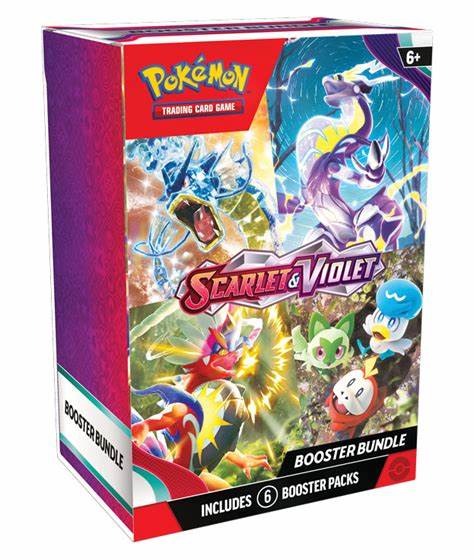 POKéMON
TRADING CARD GAME
6+
SCARLET & VIOLET
BOOSTER BUNDLE
BOOSTER BUNDLE
INCLUDES 6 BOOSTER PACKS